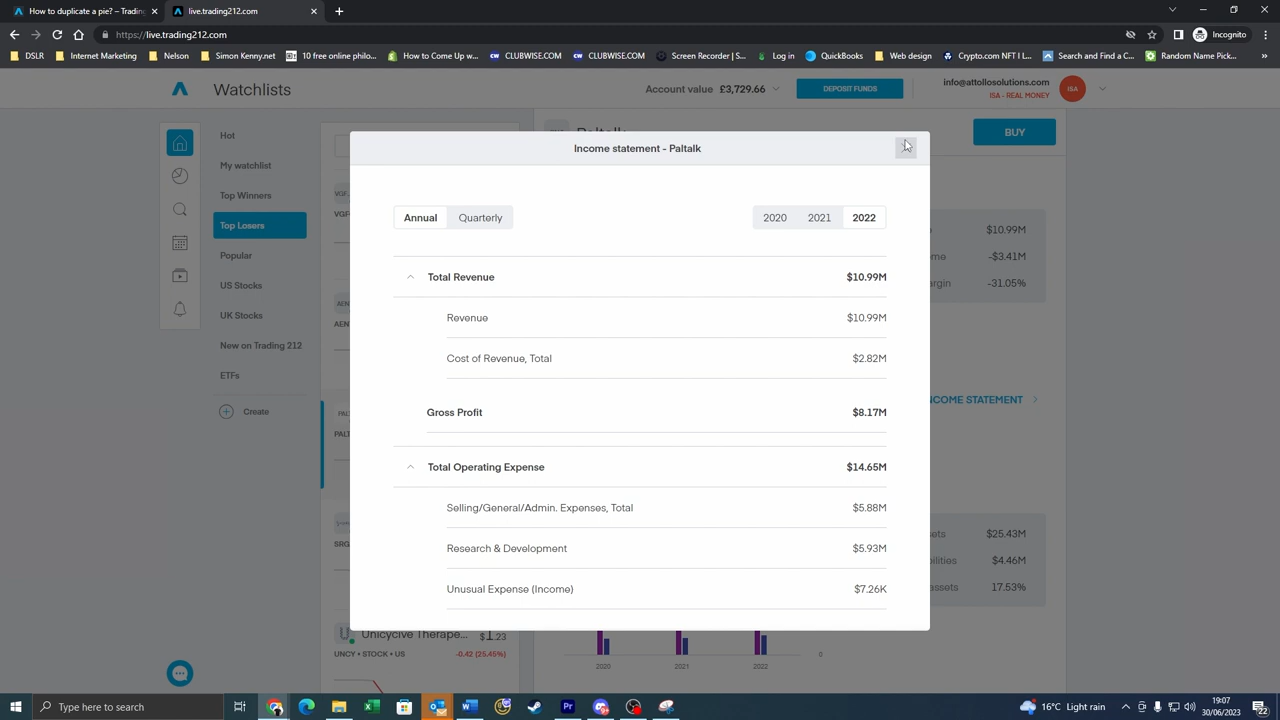 How to duplicate a pie? – Trading
live.trading212.com
https://live.trading212.com
Incognito
DSLR
Internet Marketing
Nelson
Simon Kenny.net
10 free online philo...
How to Come Up w...
CLUBWISE.COM
CLUBWISE.COM
Screen Recorder | S...
Log in
QuickBooks
Web design
Crypto.com NFT I L...
Search and Find a C...
Random Name Pick...
Watchlists
Account value £3,729.66
DEPOSIT FUNDS
info@attollosolutions.com
ISA - REAL MONEY
ISA
Hot
My watchlist
Top Winners
Top Losers
Popular
US Stocks
UK Stocks
New on Trading 212
ETFs
Create
BUY
Income statement - Paltalk
Annual
Quarterly
2020
2021
2022
Total Revenue
$10.99M
Revenue
$10.99M
Cost of Revenue, Total
$2.82M
Gross Profit
$8.17M
Total Operating Expense
$14.65M
Selling/General/Admin. Expenses, Total
$5.88M
Research & Development
$5.93M
Unusual Expense (Income)
$7.26K
$10.99M
-$3.41M
-31.05%
INCOME STATEMENT
$25.43M
$4.46M
17.53%
Unicycive Therape...
$1.23
UNCY • STOCK • US
-0.42 (25.45%)
0
2020
2021
2022
Type here to search
16°C Light rain
19:07
30/06/2023